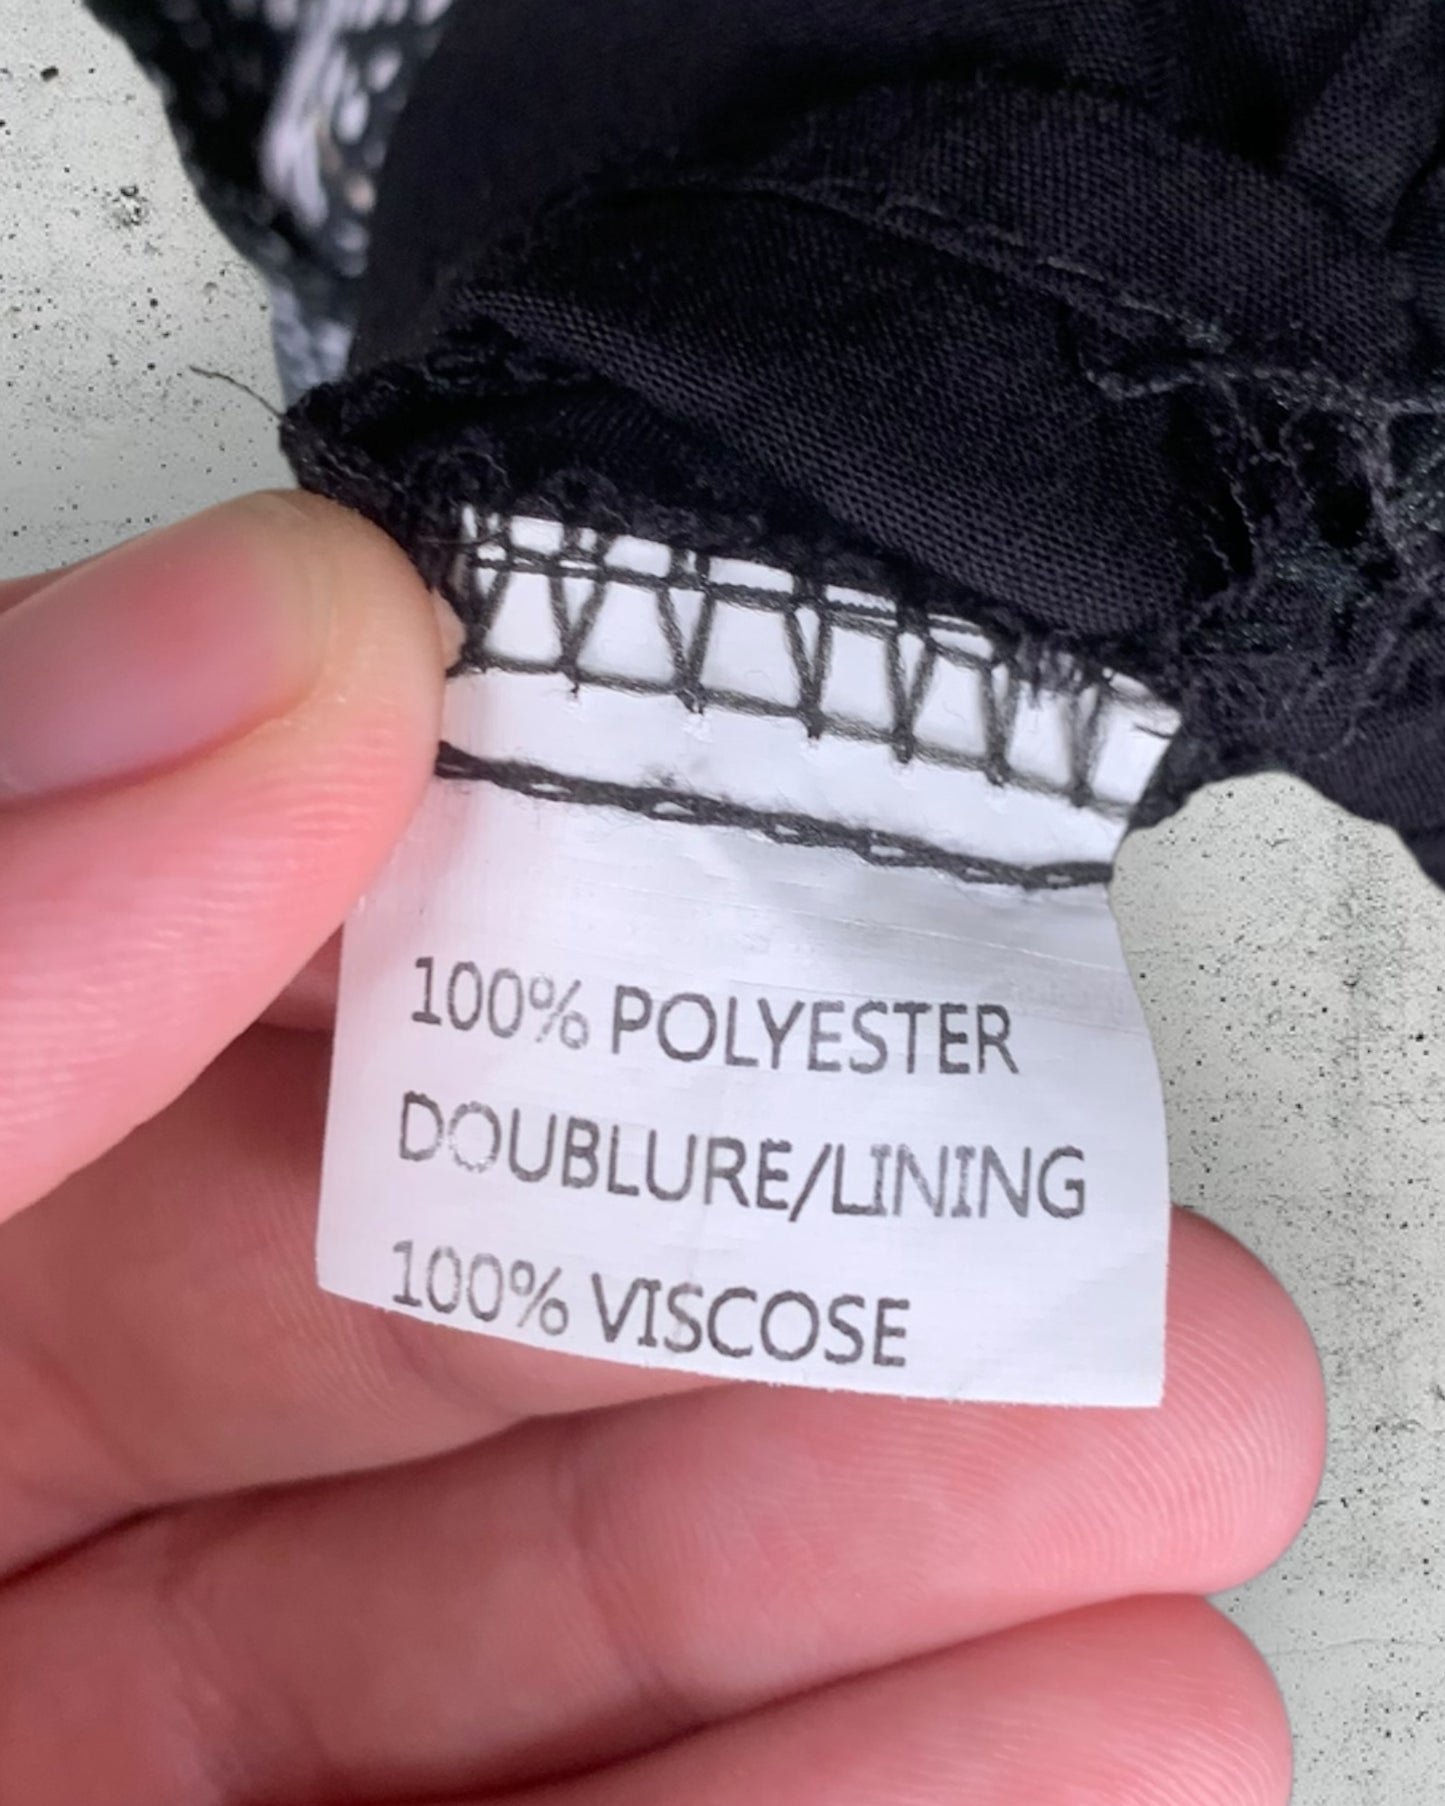 100% POLYESTER
DOUBLURE/LINING
100% VISCOSE